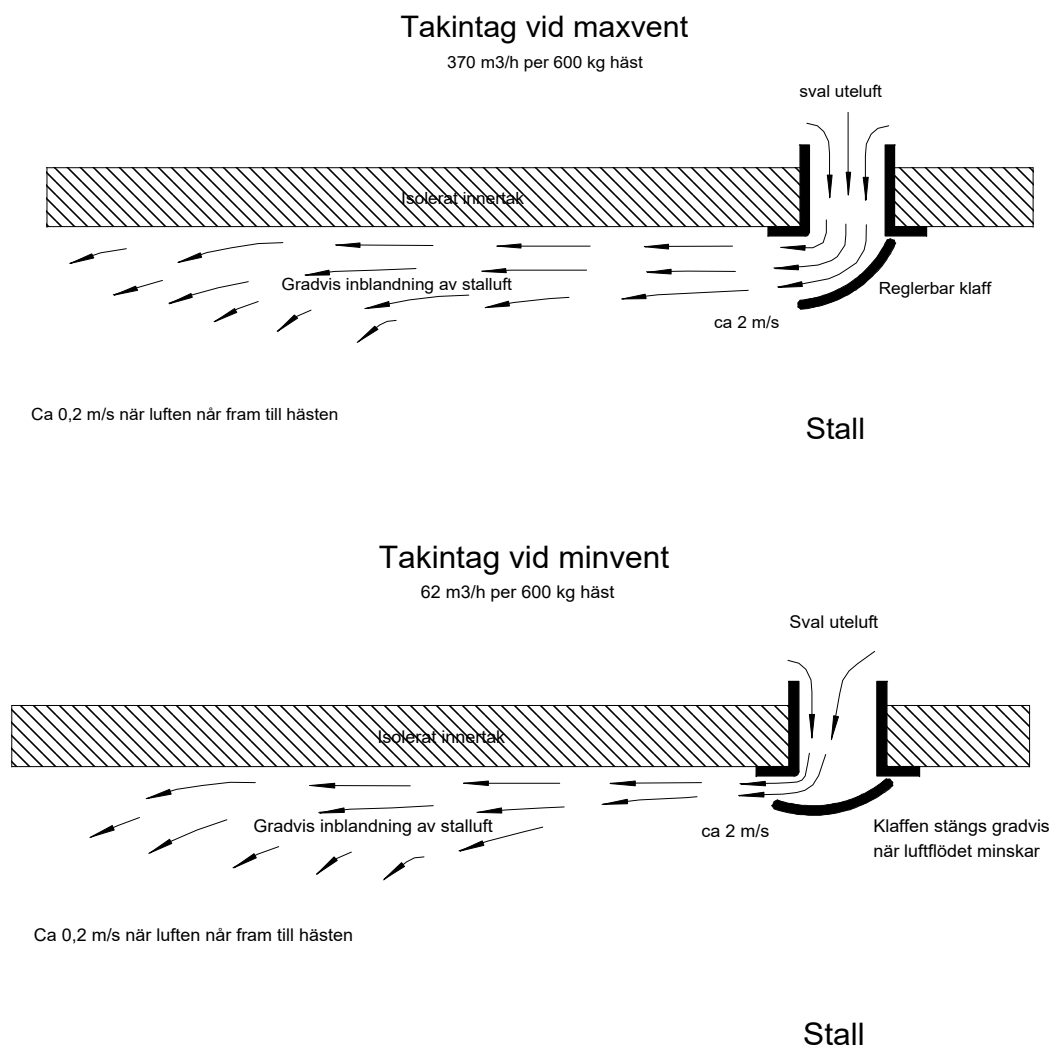 Takintag vid maxvent
370 m3/h per 600 kg häst
sval uteluft
Isolerat innertak
Gradvis inblandning av stalluft
Reglerbar klaff
ca 2 m/s
Ca 0,2 m/s när luften når fram till hästen
Stall
Takintag vid minvent
62 m3/h per 600 kg häst
Sval uteluft
Isolerat innertak
Gradvis inblandning av stalluft
ca 2 m/s
Klaffen stängs gradvis
när luftflödet minskar
Ca 0,2 m/s när luften når fram till hästen
Stall